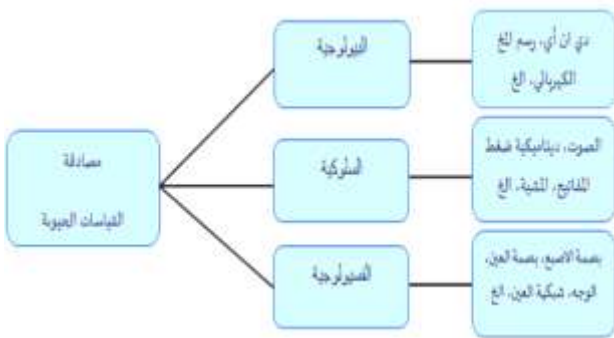 مصادقة
القياسات الحيوية
البيولوجية
دي ان أي، رسم المخ
الكهربائي، الخ
السلوكية
الصوت، ديناميكية ضغط
المفاتيح، المشية، الخ
الفسيولوجية
بصمة الاصبع، بصمة العين،
الوجه، شبكية العين، الخ